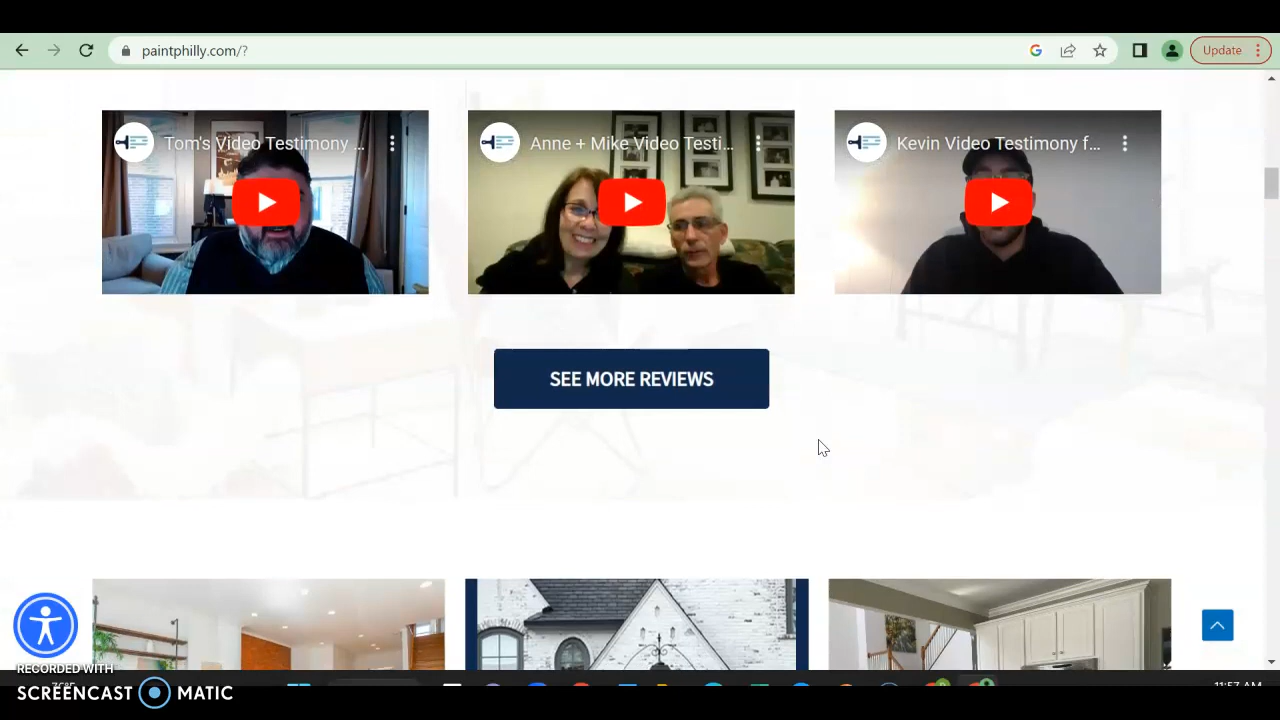 paintphilly.com/?
Update
Tom's Video Testimony ...
Anne + Mike Video Testi...
Kevin Video Testimony f...
SEE MORE REVIEWS
RECORDED WITH
SCREENCAST MATIC